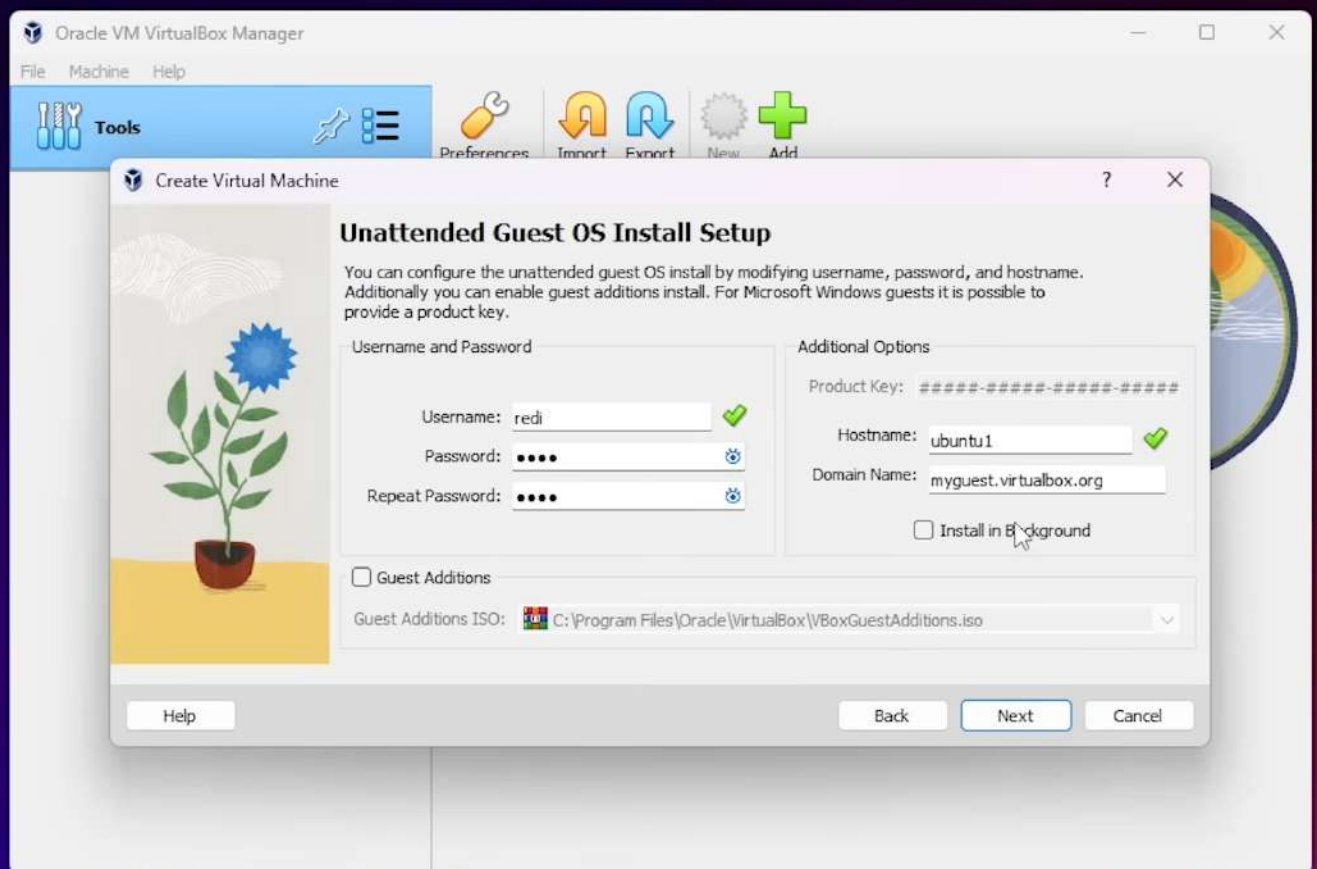 Oracle VM VirtualBox Manager
File Machine Help
Tools
Preferences Import Export New Add
Create Virtual Machine
?
Unattended Guest OS Install Setup
You can configure the unattended guest OS install by modifying username, password, and hostname.
Additionally you can enable guest additions install. For Microsoft Windows guests it is possible to
provide a product key.
Username and Password
Username: redi
Password: ••••
Repeat Password: ••••
Additional Options
Product Key: #####-#####-#####-#####
Hostname: ubuntu1
Domain Name: myguest.virtualbox.org
Install in Background
Guest Additions
Guest Additions ISO: C:\Program Files\Oracle\VirtualBox\VBoxGuestAdditions.iso
Help Back Next Cancel